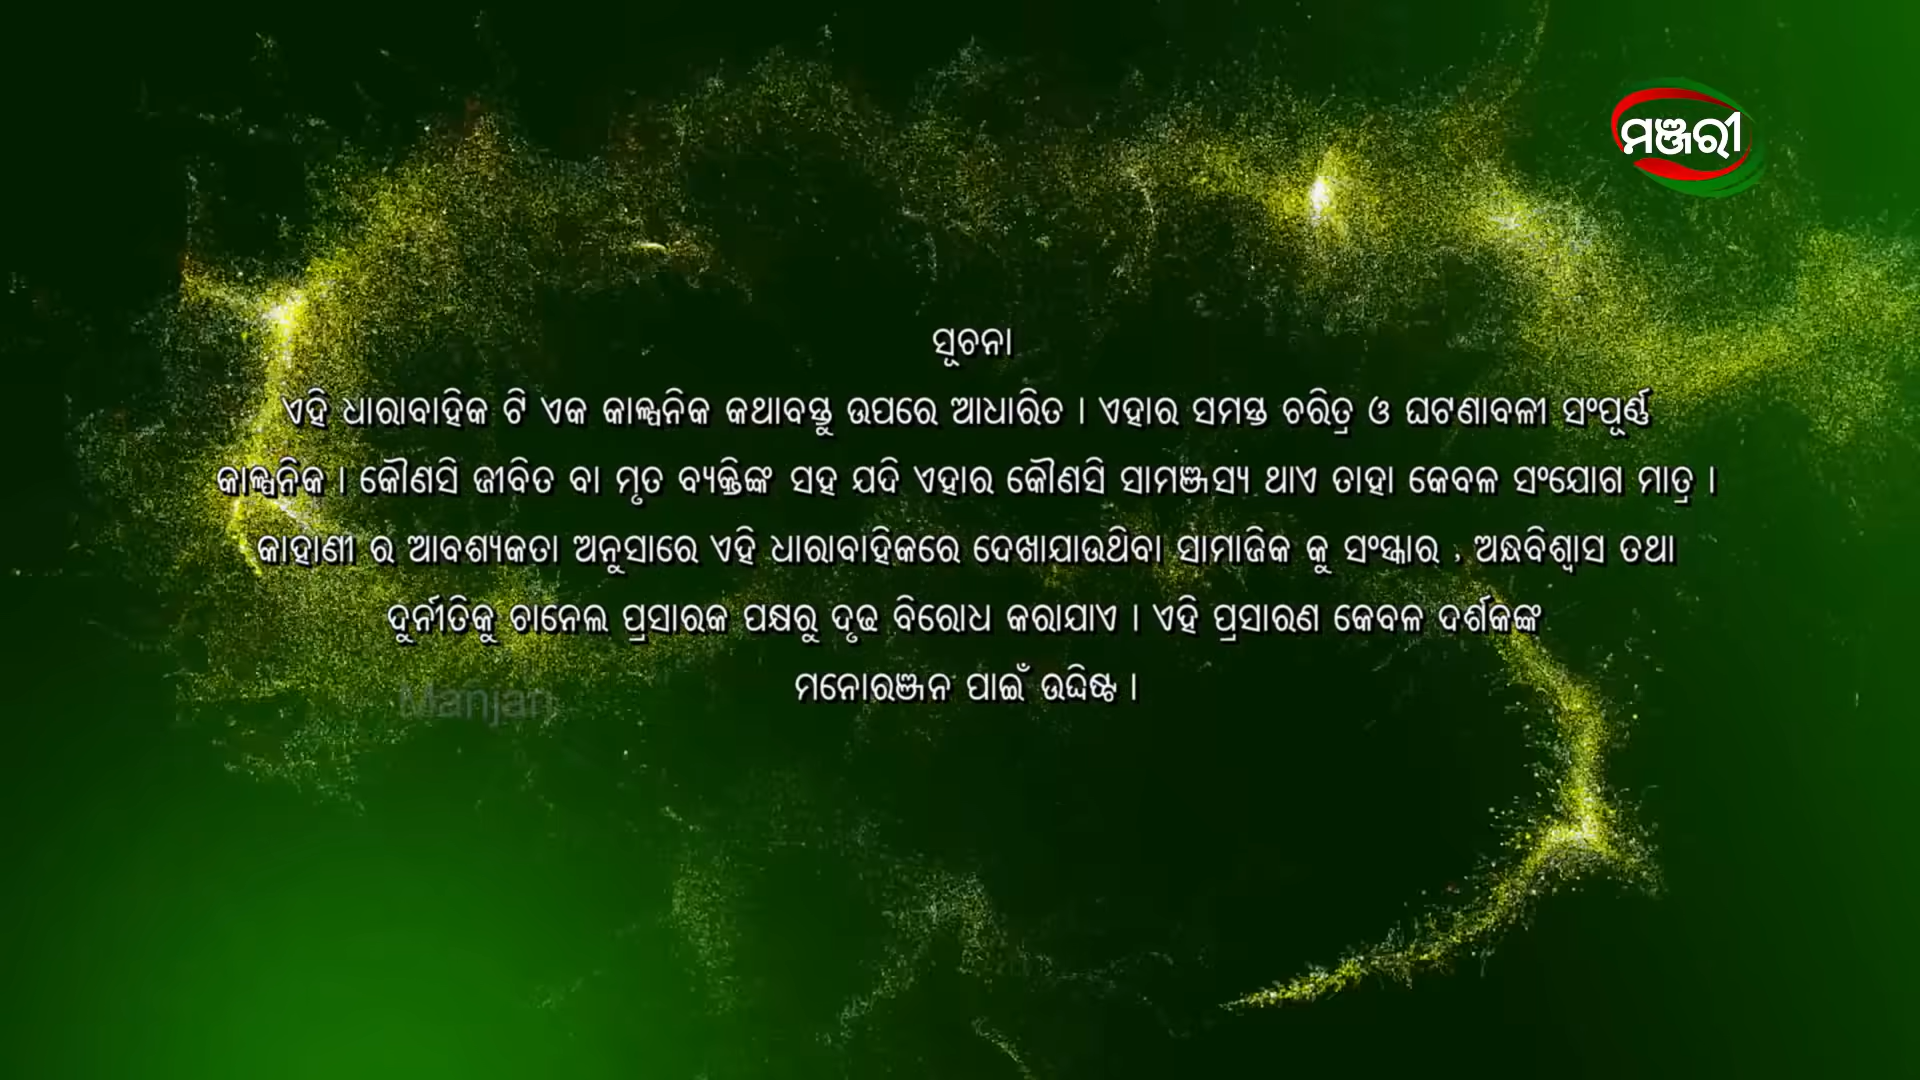 ମଞ୍ଜରୀ
ସୂଚନା
ଏହି ଧାରାବାହିକ ଟି ଏକ କାଳ୍ପନିକ କଥାବସ୍ତୁ ଉପରେ ଆଧାରିତ । ଏହାର ସମସ୍ତ ଚରିତ୍ର ଓ ଘଟଣାବଳୀ ସଂପୂର୍ଣ୍ଣ
କାଳ୍ପନିକ । କୌଣସି ଜୀବିତ ବା ମୃତ ବ୍ୟକ୍ତିଙ୍କ ସହ ଯଦି ଏହାର କୌଣସି ସାମଞ୍ଜସ୍ୟ ଥାଏ ତାହା କେବଳ ସଂଯୋଗ ମାତ୍ର ।
କାହାଣୀ ର ଆବଶ୍ୟକତା ଅନୁସାରେ ଏହି ଧାରାବାହିକରେ ଦେଖାଯାଉଥିବା ସାମାଜିକ କୁ ସଂସ୍କାର , ଅନ୍ଧବିଶ୍ୱାସ ତଥା
ଦୁର୍ନୀତିକୁ ଚାନେଲ ପ୍ରସାରକ ପକ୍ଷରୁ ଦୃଢ ବିରୋଧ କରାଯାଏ । ଏହି ପ୍ରସାରଣ କେବଳ ଦର୍ଶକଙ୍କ
ମନୋରଞ୍ଜନ ପାଇଁ ଉଦ୍ଦିଷ୍ଟ ।
Manjari